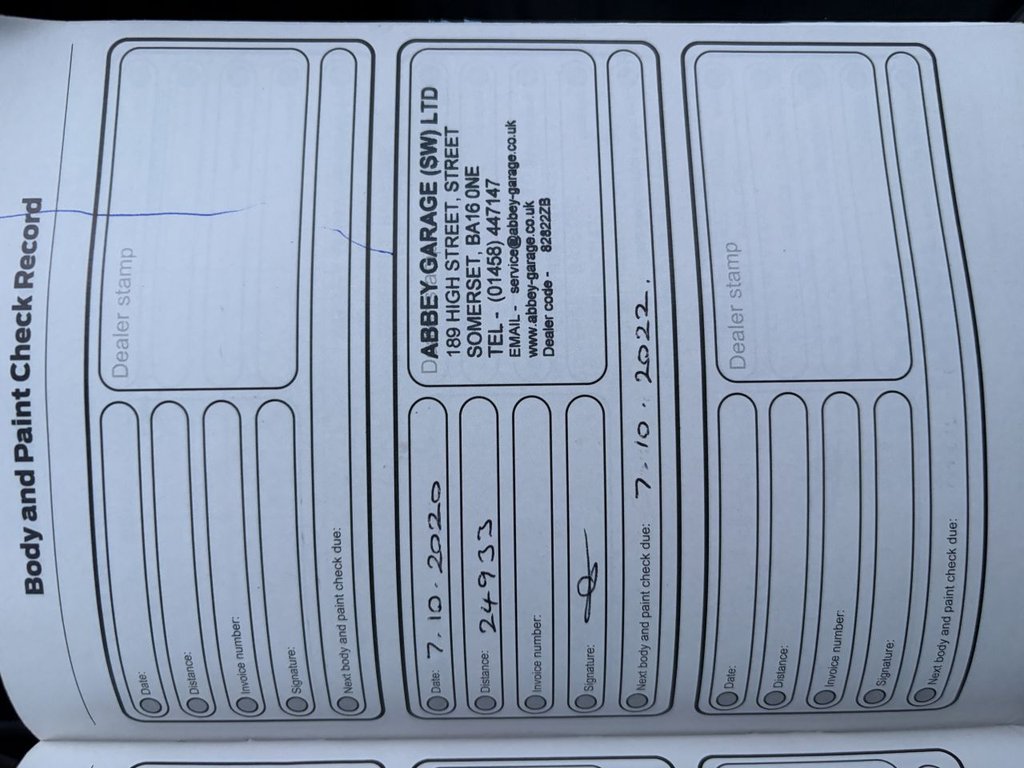 Body and Paint Check Record
Date:
Distance:
Invoice number:
Signature:
Dealer stamp
Next body and paint check due:
Date: 7.10.2020
Distance: 24933
Invoice number:
Signature:
ABBEY GARAGE (SW) LTD
189 HIGH STREET, STREET
SOMERSET, BA16 0NE
TEL - (01458) 447147
EMAIL - service@abbey-garage.co.uk
www.abbey-garage.co.uk
Dealer code - 82822ZB
Next body and paint check due: 7.10.2022.
Date:
Distance:
Invoice number:
Signature:
Dealer stamp
Next body and paint check due: